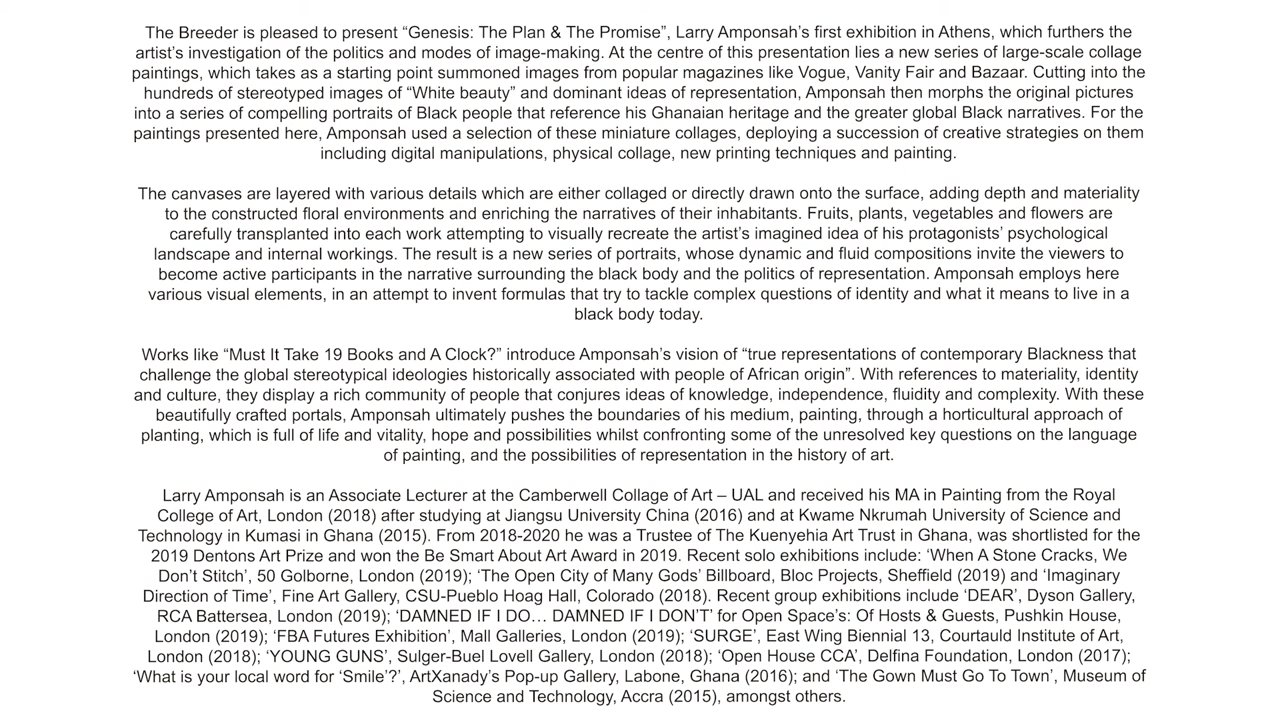 The Breeder is pleased to present “Genesis: The Plan & The Promise”, Larry Amponsah’s first exhibition in Athens, which furthers the
artist’s investigation of the politics and modes of image-making. At the centre of this presentation lies a new series of large-scale collage
paintings, which takes as a starting point summoned images from popular magazines like Vogue, Vanity Fair and Bazaar. Cutting into the
hundreds of stereotyped images of “White beauty” and dominant ideas of representation, Amponsah then morphs the original pictures
into a series of compelling portraits of Black people that reference his Ghanaian heritage and the greater global Black narratives. For the
paintings presented here, Amponsah used a selection of these miniature collages, deploying a succession of creative strategies on them
including digital manipulations, physical collage, new printing techniques and painting.
The canvases are layered with various details which are either collaged or directly drawn onto the surface, adding depth and materiality
to the constructed floral environments and enriching the narratives of their inhabitants. Fruits, plants, vegetables and flowers are
carefully transplanted into each work attempting to visually recreate the artist’s imagined idea of his protagonists’ psychological
landscape and internal workings. The result is a new series of portraits, whose dynamic and fluid compositions invite the viewers to
become active participants in the narrative surrounding the black body and the politics of representation. Amponsah employs here
various visual elements, in an attempt to invent formulas that try to tackle complex questions of identity and what it means to live in a
black body today.
Works like “Must It Take 19 Books and A Clock?” introduce Amponsah’s vision of “true representations of contemporary Blackness that
challenge the global stereotypical ideologies historically associated with people of African origin”. With references to materiality, identity
and culture, they display a rich community of people that conjures ideas of knowledge, independence, fluidity and complexity. With these
beautifully crafted portals, Amponsah ultimately pushes the boundaries of his medium, painting, through a horticultural approach of
planting, which is full of life and vitality, hope and possibilities whilst confronting some of the unresolved key questions on the language
of painting, and the possibilities of representation in the history of art.
Larry Amponsah is an Associate Lecturer at the Camberwell Collage of Art – UAL and received his MA in Painting from the Royal
College of Art, London (2018) after studying at Jiangsu University China (2016) and at Kwame Nkrumah University of Science and
Technology in Kumasi in Ghana (2015). From 2018-2020 he was a Trustee of The Kuenyehia Art Trust in Ghana, was shortlisted for the
2019 Dentons Art Prize and won the Be Smart About Art Award in 2019. Recent solo exhibitions include: ‘When A Stone Cracks, We
Don’t Stitch’, 50 Golborne, London (2019); ‘The Open City of Many Gods’ Billboard, Bloc Projects, Sheffield (2019) and ‘Imaginary
Direction of Time’, Fine Art Gallery, CSU-Pueblo Hoag Hall, Colorado (2018). Recent group exhibitions include ‘DEAR’, Dyson Gallery,
RCA Battersea, London (2019); ‘DAMNED IF I DO… DAMNED IF I DON’T’ for Open Space’s: Of Hosts & Guests, Pushkin House,
London (2019); ‘FBA Futures Exhibition’, Mall Galleries, London (2019); ‘SURGE’, East Wing Biennial 13, Courtauld Institute of Art,
London (2018); ‘YOUNG GUNS’, Sulger-Buel Lovell Gallery, London (2018); ‘Open House CCA’, Delfina Foundation, London (2017);
‘What is your local word for ‘Smile’?’, ArtXanady’s Pop-up Gallery, Labone, Ghana (2016); and ‘The Gown Must Go To Town’, Museum of
Science and Technology, Accra (2015), amongst others.